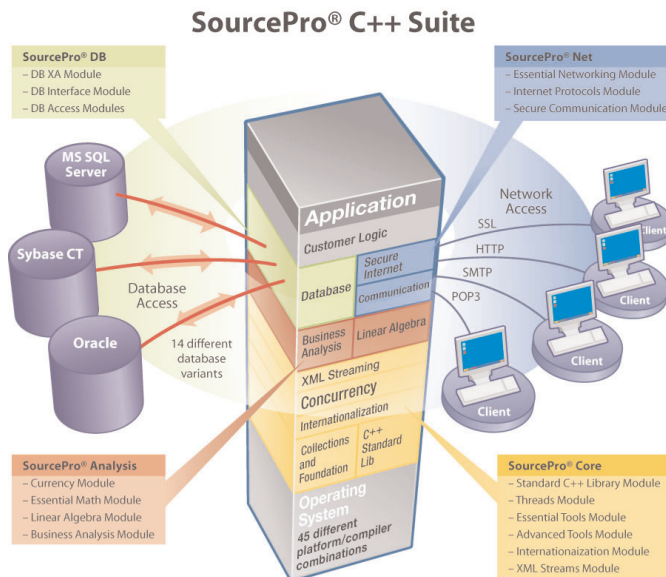 SourcePro® C++ Suite
SourcePro® DB
– DB XA Module
– DB Interface Module
– DB Access Modules
SourcePro® Net
– Essential Networking Module
– Internet Protocols Module
– Secure Communication Module
MS SQL
Server
Sybase CT
Oracle
Database
Access
14 different
database
variants
Application
Customer Logic
Database
Secure
Internet
Communication
Business
Analysis
Linear Algebra
XML Streaming
Concurrency
Internationalization
Collections
and
Foundation
C++
Standard
Lib
Operating
System
45 different
platform/compiler
combinations
Network
Access
SSL
HTTP
SMTP
POP3
Client
Client
Client
Client
SourcePro® Analysis
– Currency Module
– Essential Math Module
– Linear Algebra Module
– Business Analysis Module
SourcePro® Core
– Standard C++ Library Module
– Threads Module
– Essential Tools Module
– Advanced Tools Module
– Internationaization Module
– XML Streams Module